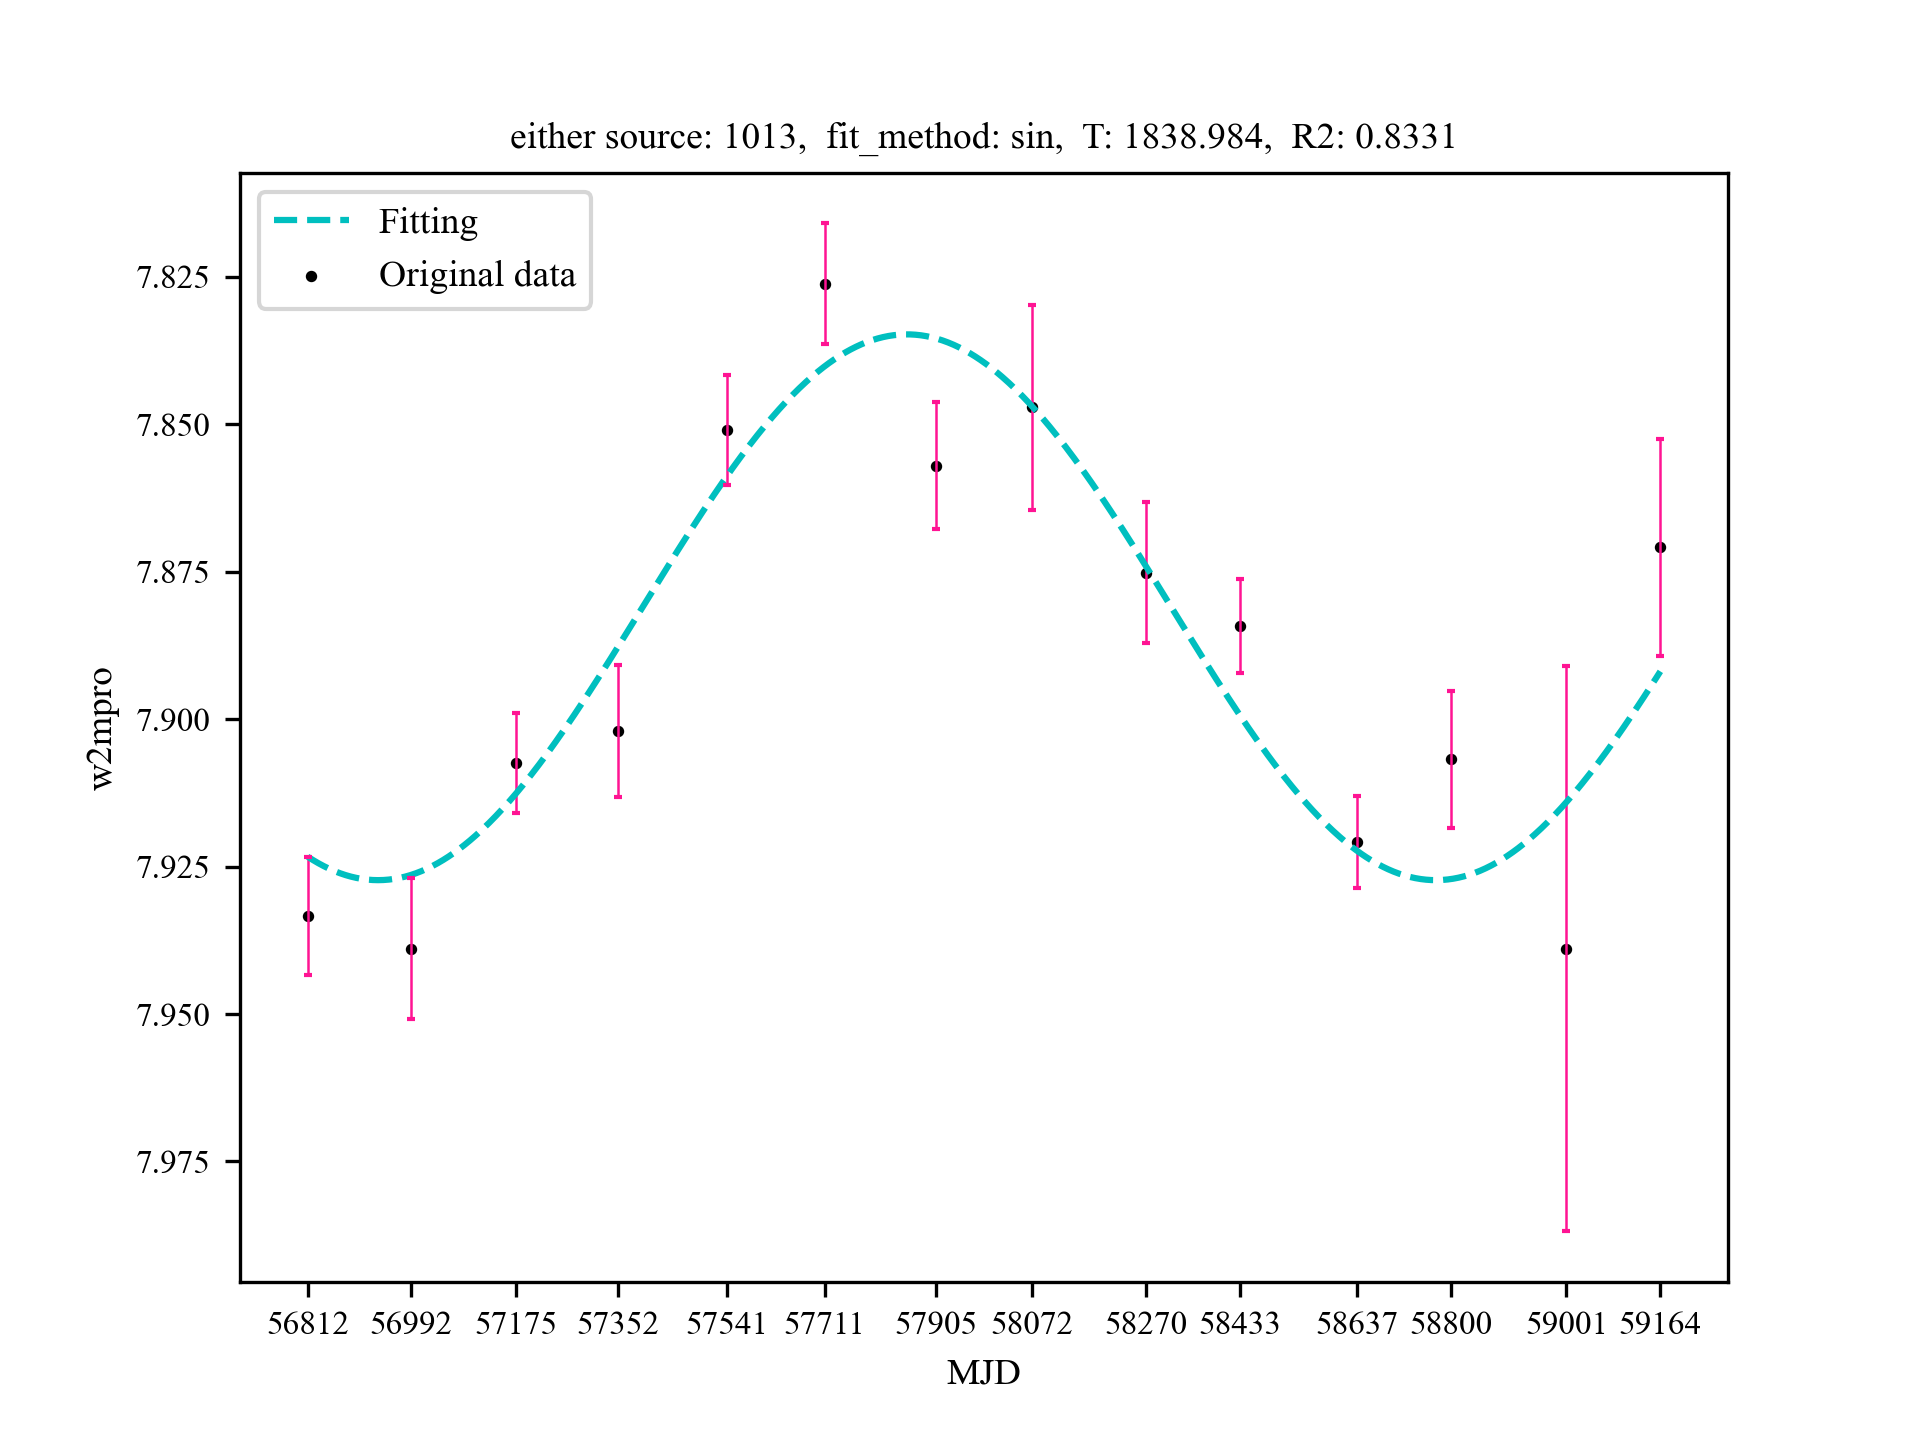 either source: 1013,  fit_method: sin,  T: 1838.984,  R2: 0.8331
Fitting
Original data
7.825
7.850
7.875
7.900
7.925
7.950
7.975
w2mpro
56812 56992 57175 57352 57541 57711 57905 58072 58270 58433 58637 58800 59001 59164
MJD